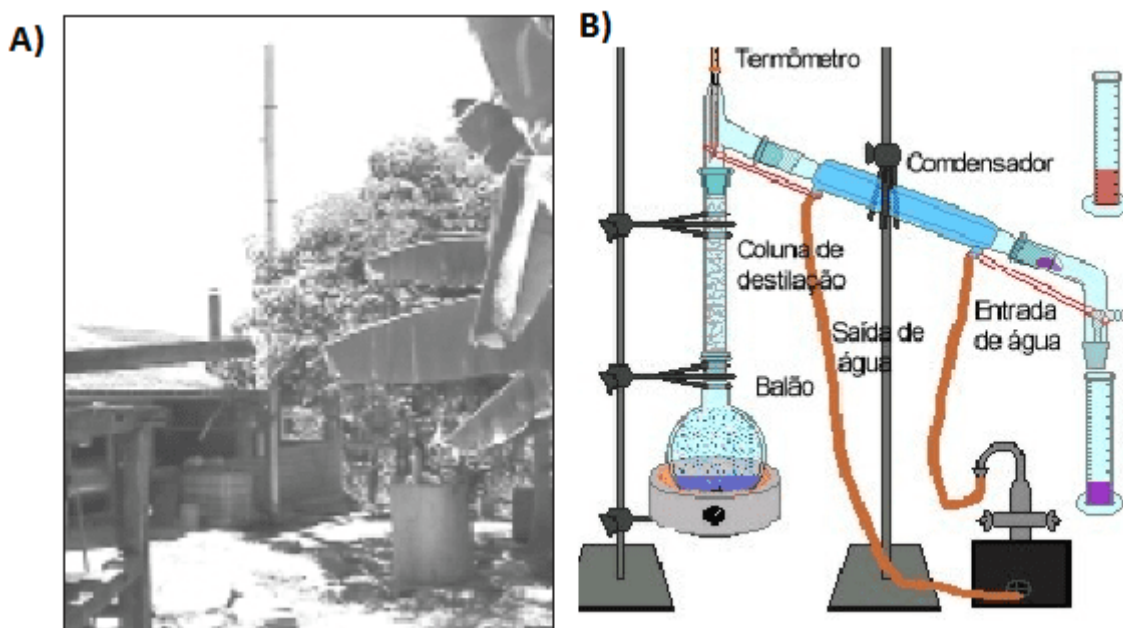 A)
B)
Termômetro
Comdensador
Coluna de
destilação
Saída de
água
Entrada
de água
Balão